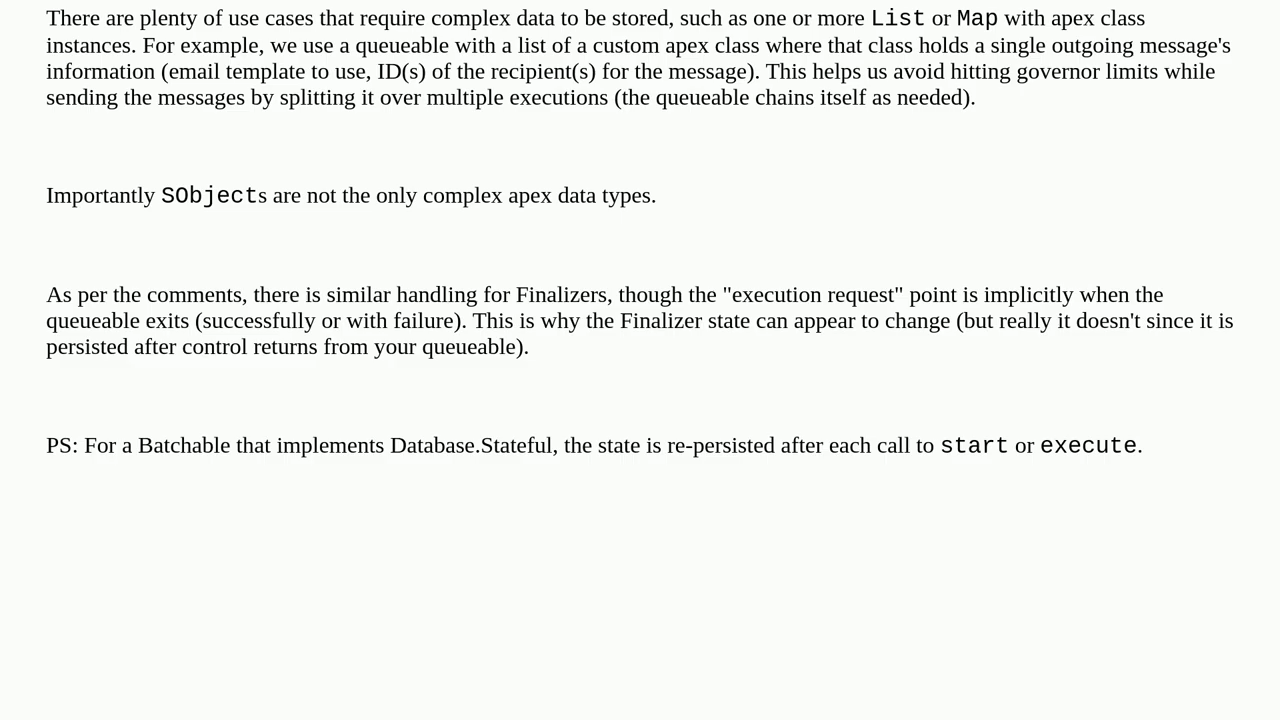 There are plenty of use cases that require complex data to be stored, such as one or more List or Map with apex class
instances. For example, we use a queueable with a list of a custom apex class where that class holds a single outgoing message's
information (email template to use, ID(s) of the recipient(s) for the message). This helps us avoid hitting governor limits while
sending the messages by splitting it over multiple executions (the queueable chains itself as needed).
Importantly SObjects are not the only complex apex data types.
As per the comments, there is similar handling for Finalizers, though the "execution request" point is implicitly when the
queueable exits (successfully or with failure). This is why the Finalizer state can appear to change (but really it doesn't since it is
persisted after control returns from your queueable).
PS: For a Batchable that implements Database.Stateful, the state is re-persisted after each call to start or execute.